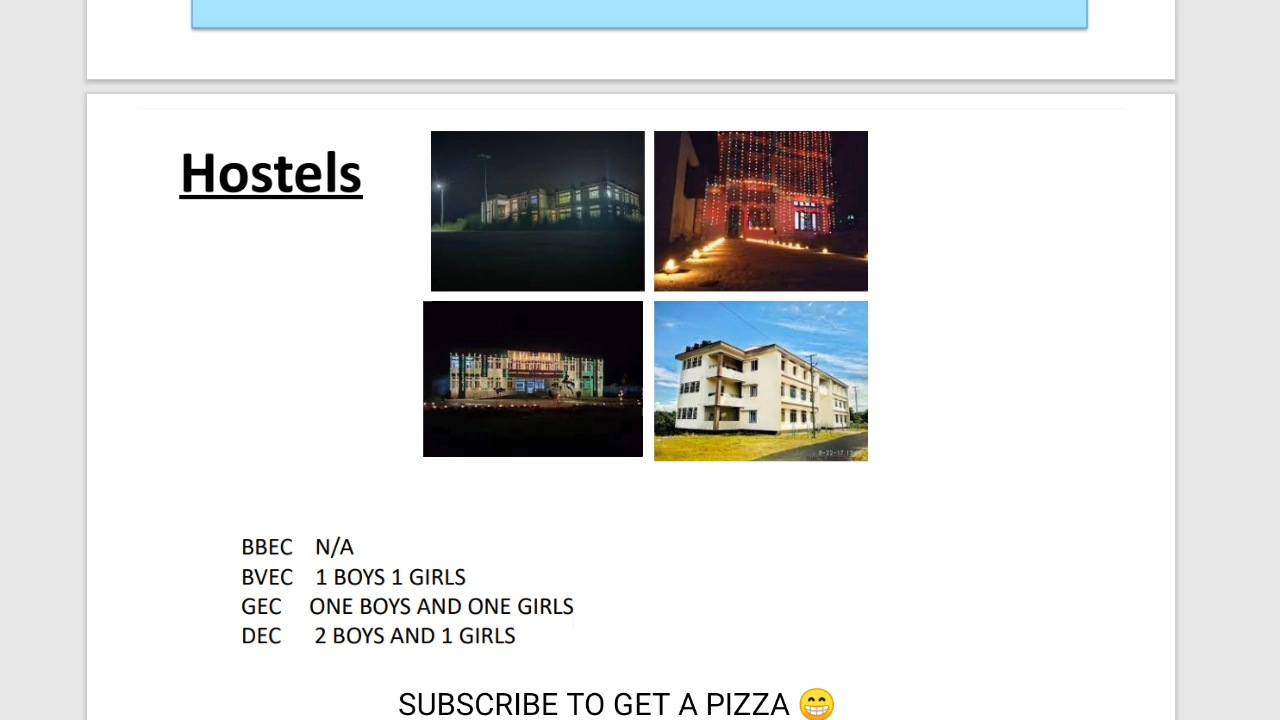 Hostels
BBEC N/A
BVEC 1 BOYS 1 GIRLS
GEC ONE BOYS AND ONE GIRLS
DEC 2 BOYS AND 1 GIRLS
SUBSCRIBE TO GET A PIZZA 😁